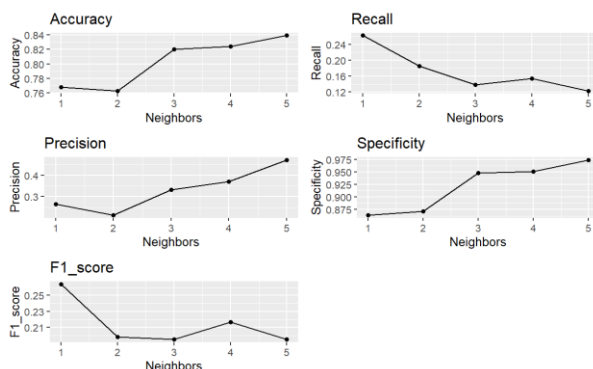 Accuracy
Accuracy
0.84
0.82
0.80
0.78
0.76
1 2 3 4 5
Neighbors
Recall
Recall
0.24
0.20
0.16
0.12
1 2 3 4 5
Neighbors
Precision
Precision
0.4
0.3
1 2 3 4 5
Neighbors
Specificity
Specificity
0.975
0.950
0.925
0.900
0.875
1 2 3 4 5
Neighbors
F1_score
F1_score
0.25
0.21
1 2 3 4 5
Neighbors